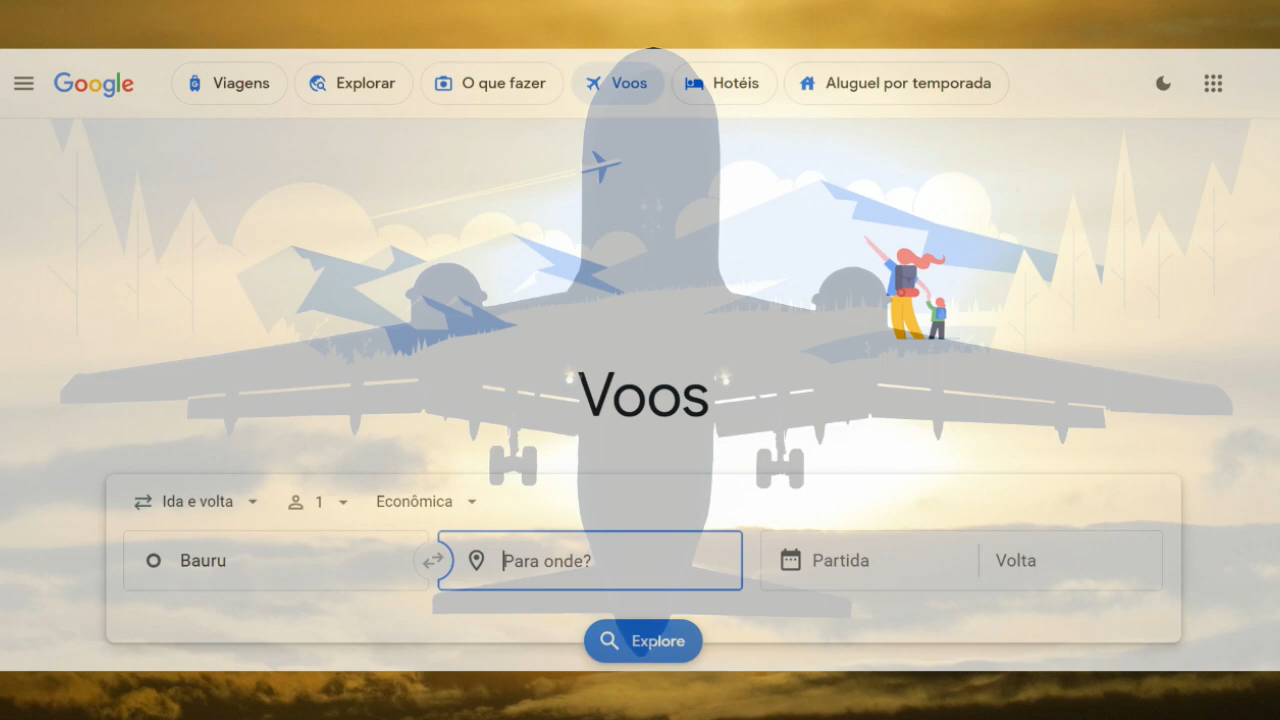 Google Viagens Explorar O que fazer Voos Hotéis Aluguel por temporada
Voos
Ida e volta 1 Econômica
Bauru Para onde? Partida Volta
Explore